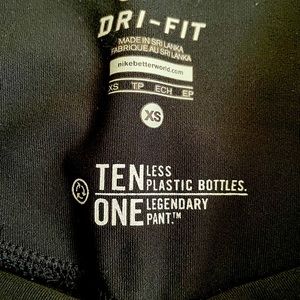 DRI-FIT
MADE IN SRI LANKA
FABRIQUE AU SRI LANKA
nikebetterworld.com
XS TP ECH EP
XS
TEN LESS
PLASTIC BOTTLES.
ONE LEGENDARY
PANT.™